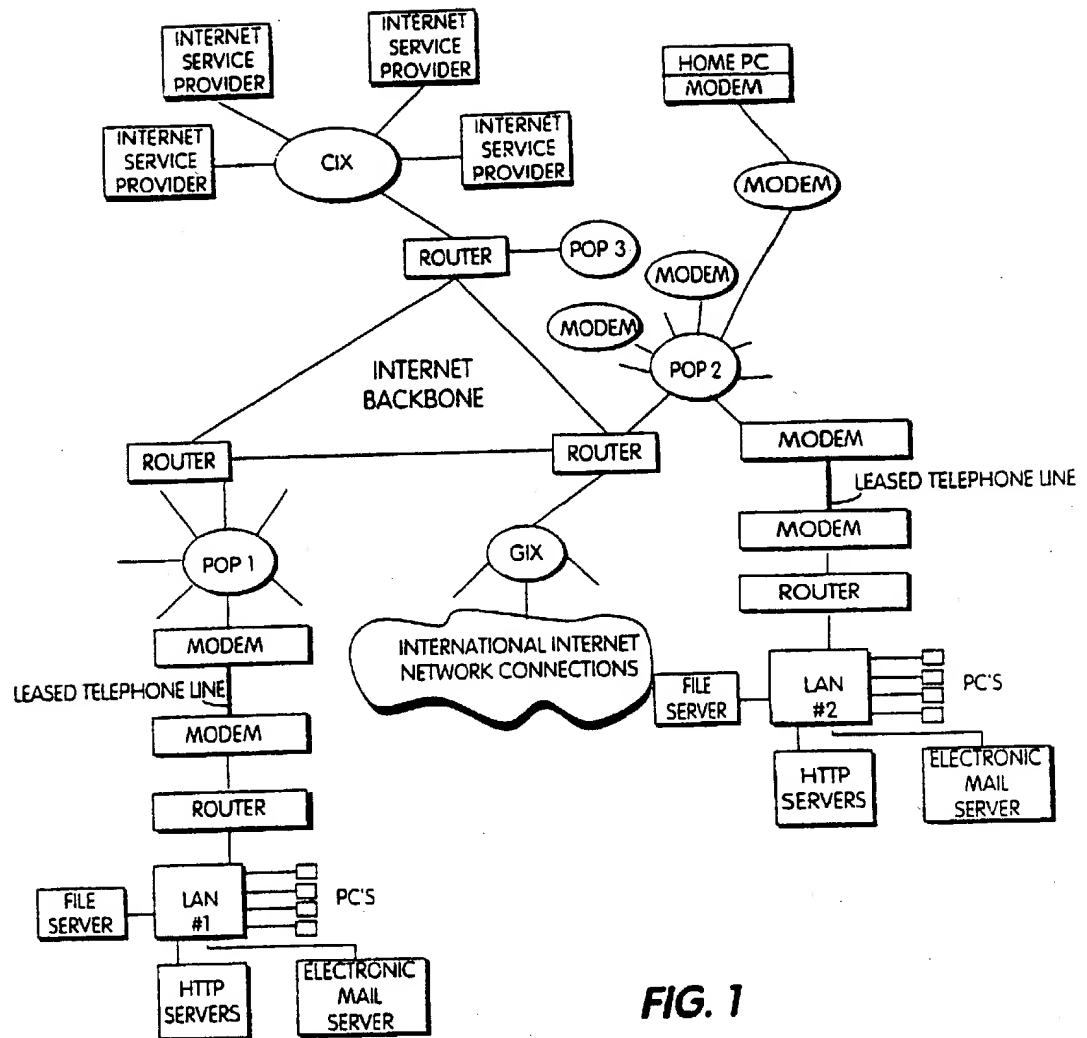 INTERNET
SERVICE
PROVIDER
INTERNET
SERVICE
PROVIDER
HOME PC
MODEM
INTERNET
SERVICE
PROVIDER
CIX
INTERNET
SERVICE
PROVIDER
MODEM
ROUTER
POP 3
MODEM
MODEM
POP 2
INTERNET
BACKBONE
ROUTER
ROUTER
MODEM
LEASED TELEPHONE LINE
MODEM
POP 1
GIX
ROUTER
MODEM
INTERNATIONAL INTERNET
NETWORK CONNECTIONS
LEASED TELEPHONE LINE
FILE
SERVER
LAN
#2
PC'S
MODEM
HTTP
SERVERS
ELECTRONIC
MAIL
SERVER
ROUTER
FILE
SERVER
LAN
#1
PC'S
HTTP
SERVERS
ELECTRONIC
MAIL
SERVER
FIG. 1